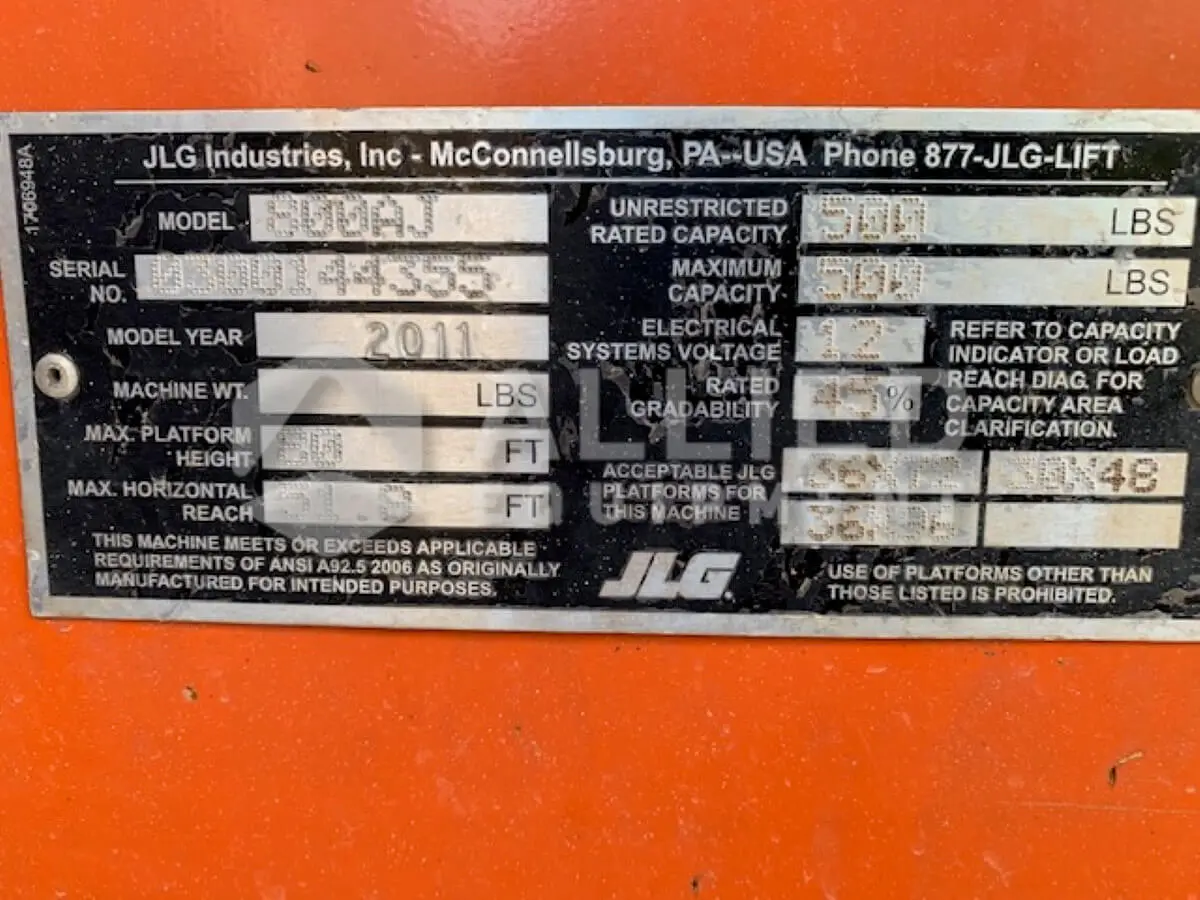 JLG Industries, Inc - McConnellsburg, PA--USA Phone 877-JLG-LIFT
1706948A
MODEL 800AJ
SERIAL
NO. 0300144355
MODEL YEAR 2011
MACHINE WT. LBS
MAX. PLATFORM
HEIGHT 80 FT
MAX. HORIZONTAL
REACH FT
THIS MACHINE MEETS OR EXCEEDS APPLICABLE
REQUIREMENTS OF ANSI A92.5 2006 AS ORIGINALLY
MANUFACTURED FOR INTENDED PURPOSES.
UNRESTRICTED
RATED CAPACITY 500 LBS
MAXIMUM
CAPACITY 500 LBS
ELECTRICAL
SYSTEMS VOLTAGE 12
RATED
GRADABILITY 45%
REFER TO CAPACITY
INDICATOR OR LOAD
REACH DIAG. FOR
CAPACITY AREA
CLARIFICATION.
ACCEPTABLE JLG
PLATFORMS FOR
THIS MACHINE
36X72 30X48
JLG
USE OF PLATFORMS OTHER THAN
THOSE LISTED IS PROHIBITED.
ALLIED
EQUIPMENT